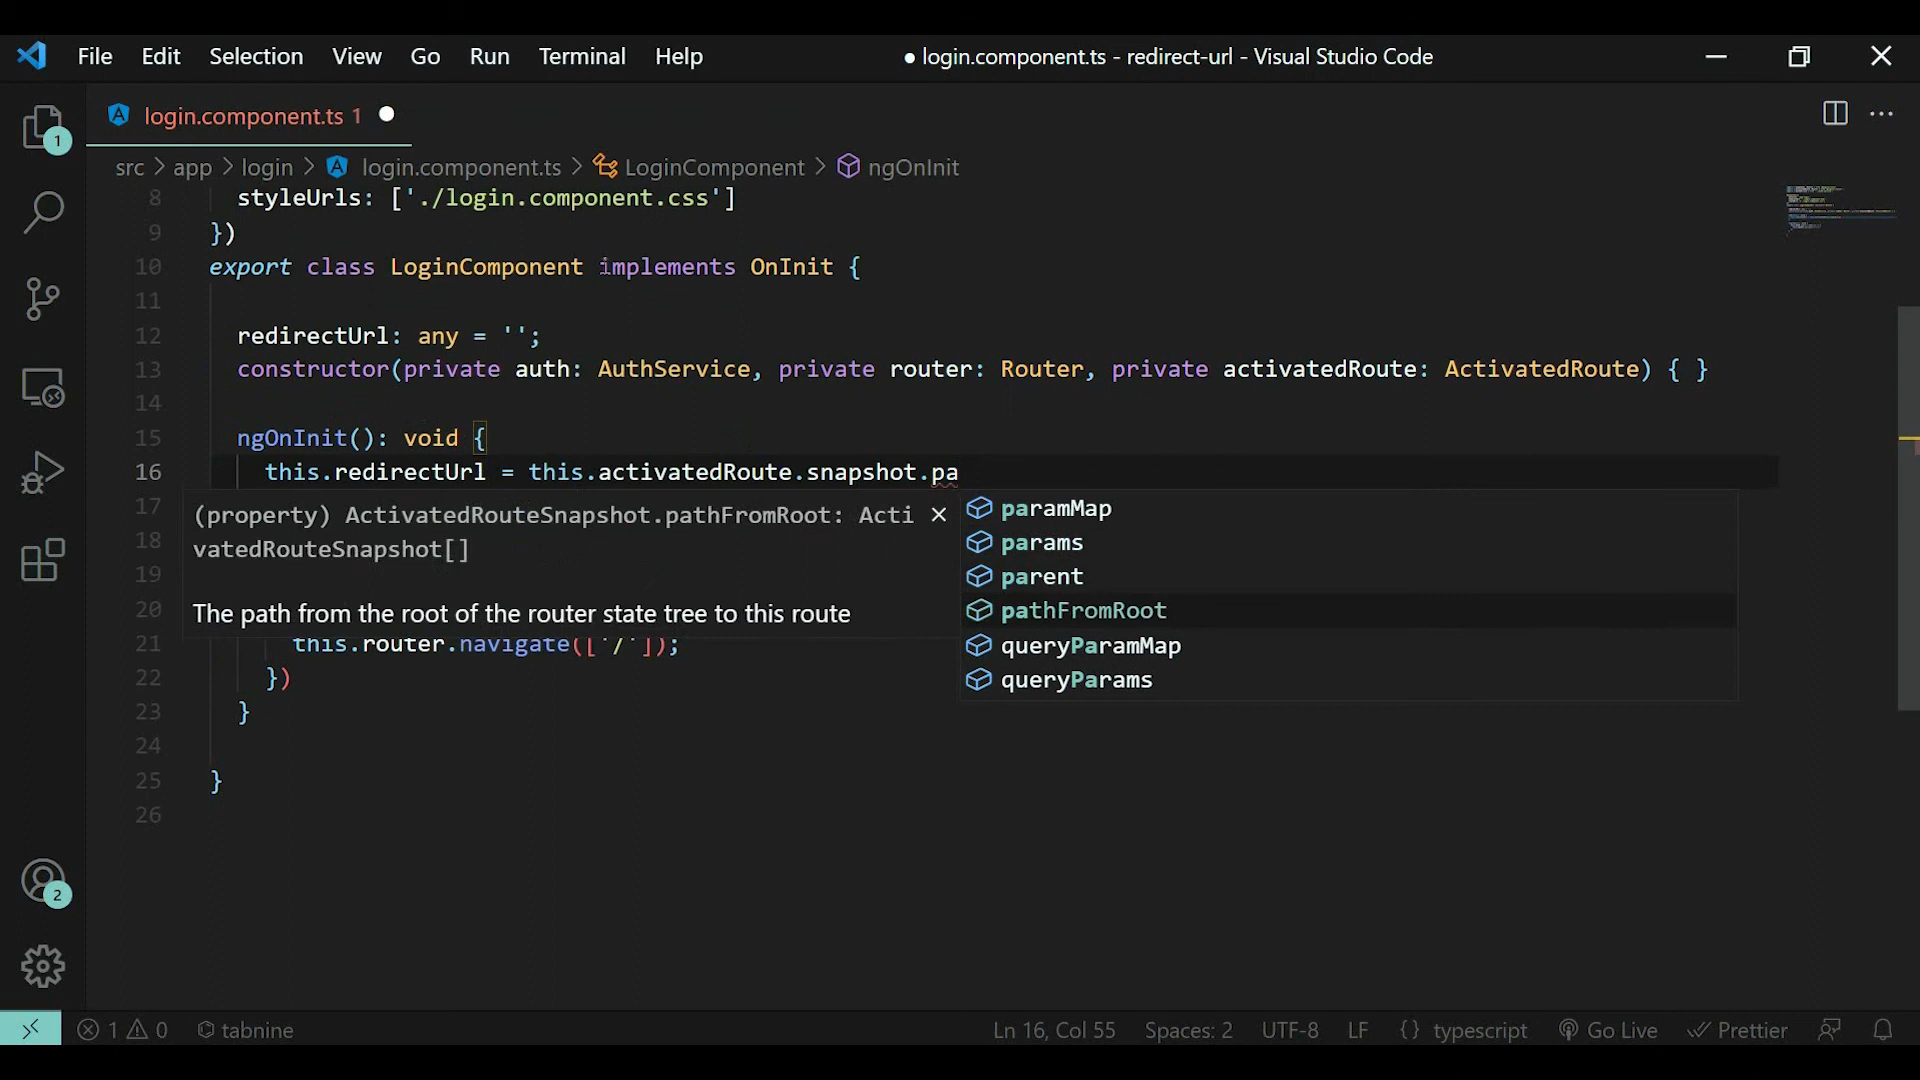 File Edit Selection View Go Run Terminal Help ● login.component.ts - redirect-url - Visual Studio Code
login.component.ts 1
1
src > app > login > login.component.ts > LoginComponent > ngOnInit
8 styleUrls: ['./login.component.css']
9 })
10 export class LoginComponent implements OnInit {
11
12 redirectUrl: any = '';
13 constructor(private auth: AuthService, private router: Router, private activatedRoute: ActivatedRoute) { }
14
15 ngOnInit(): void {
16 this.redirectUrl = this.activatedRoute.snapshot.pa
17 (property) ActivatedRouteSnapshot.pathFromRoot: Acti
18 vatedRouteSnapshot[]
19
20 The path from the root of the router state tree to this route
paramMap
params
parent
pathFromRoot
queryParamMap
queryParams
21 this.router.navigate(['/']);
22 })
23 }
24
25 }
26
2
1 0 tabnine Ln 16, Col 55 Spaces: 2 UTF-8 LF {} typescript Go Live Prettier